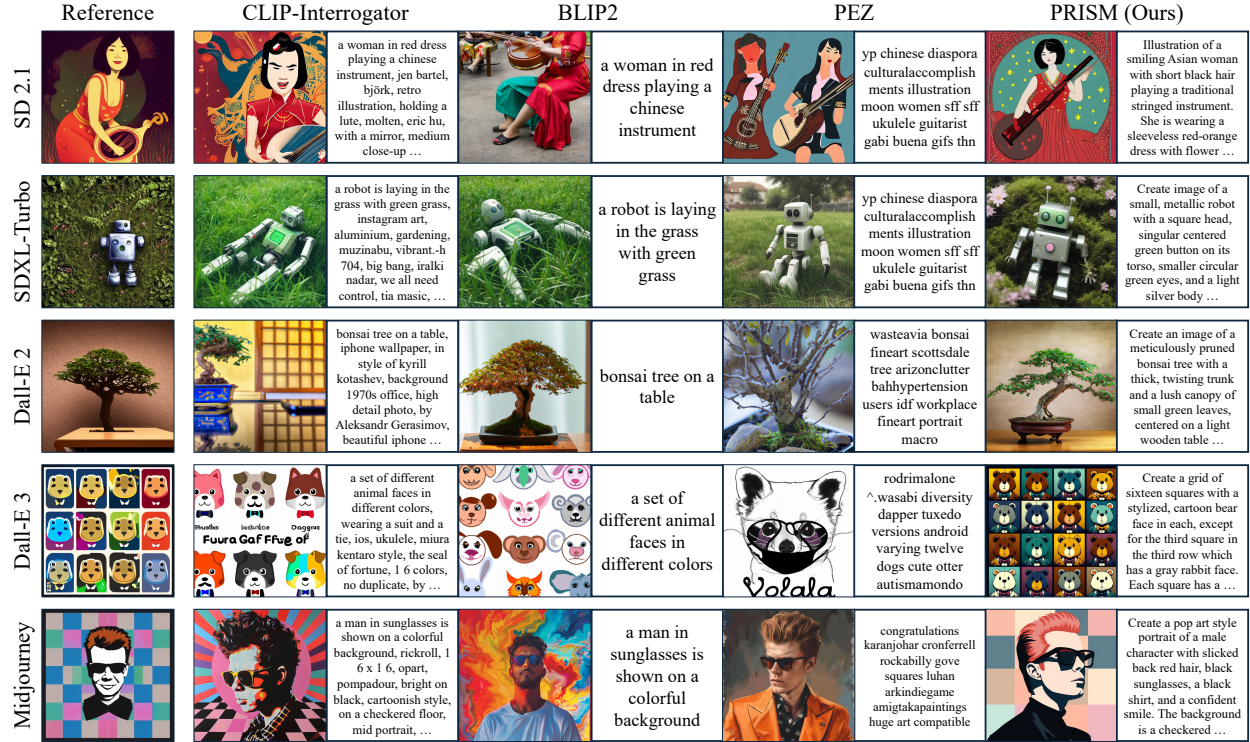 Reference
CLIP-Interrogator
BLIP2
PEZ
PRISM (Ours)
SD 2.1
a woman in red dress
playing a chinese
instrument, jen bartel,
björk, retro
illustration, holding a
lute, molten, eric hu,
with a mirror, medium
close-up …
a woman in red
dress playing a
chinese
instrument
yp chinese diaspora
culturalaccomplish
ments illustration
moon women sff sff
ukulele guitarist
gabi buena gifs thn
Illustration of a
smiling Asian woman
with short black hair
playing a traditional
stringed instrument.
She is wearing a
sleeveless red-orange
dress with flower …
SDXL-Turbo
a robot is laying in the
grass with green grass,
instagram art,
aluminium, gardening,
muzinabu, vibrant.-h
704, big bang, iralki
nadar, we all need
control, tia masic, …
a robot is laying
in the grass
with green
grass
yp chinese diaspora
culturalaccomplish
ments illustration
moon women sff sff
ukulele guitarist
gabi buena gifs thn
Create image of a
small, metallic robot
with a square head,
singular centered
green button on its
torso, smaller circular
green eyes, and a light
silver body …
Dall-E 2
bonsai tree on a table,
iphone wallpaper, in
style of kyrill
kotashev, background
1970s office, high
detail photo, by
Aleksandr Gerasimov,
beautiful iphone …
bonsai tree on a
table
wasteavia bonsai
fineart scottsdale
tree arizonclutter
bahhypertension
users idf workplace
fineart portrait
macro
Create an image of a
meticulously pruned
bonsai tree with a
thick, twisting trunk
and a lush canopy of
small green leaves,
centered on a light
wooden table …
Dall-E 3
Fuura Gaf Ffue of
a set of different
animal faces in
different colors,
wearing a suit and a
tie, ios, ukulele, miura
kentaro style, the seal
of fortune, 1 6 colors,
no duplicate, by …
a set of
different animal
faces in
different colors
Volala
rodrimalone
^.wasabi diversity
dapper tuxedo
versions android
varying twelve
dogs cute otter
autismamondo
Create a grid of
sixteen squares with a
stylized, cartoon bear
face in each, except
for the third square in
the third row which
has a gray rabbit face.
Each square has a …
Midjourney
a man in sunglasses is
shown on a colorful
background, rickroll, 1
6 x 1 6, opart,
pompadour, bright on
black, cartoonish style,
on a checkered floor,
mid portrait, …
a man in
sunglasses is
shown on a
colorful
background
congratulations
karanjohar cronferrell
rockabilly gove
squares luhan
arkindiegame
amigtakapaintings
huge art compatible
Create a pop art style
portrait of a male
character with slicked
back red hair, black
sunglasses, a black
shirt, and a confident
smile. The background
is a checkered …